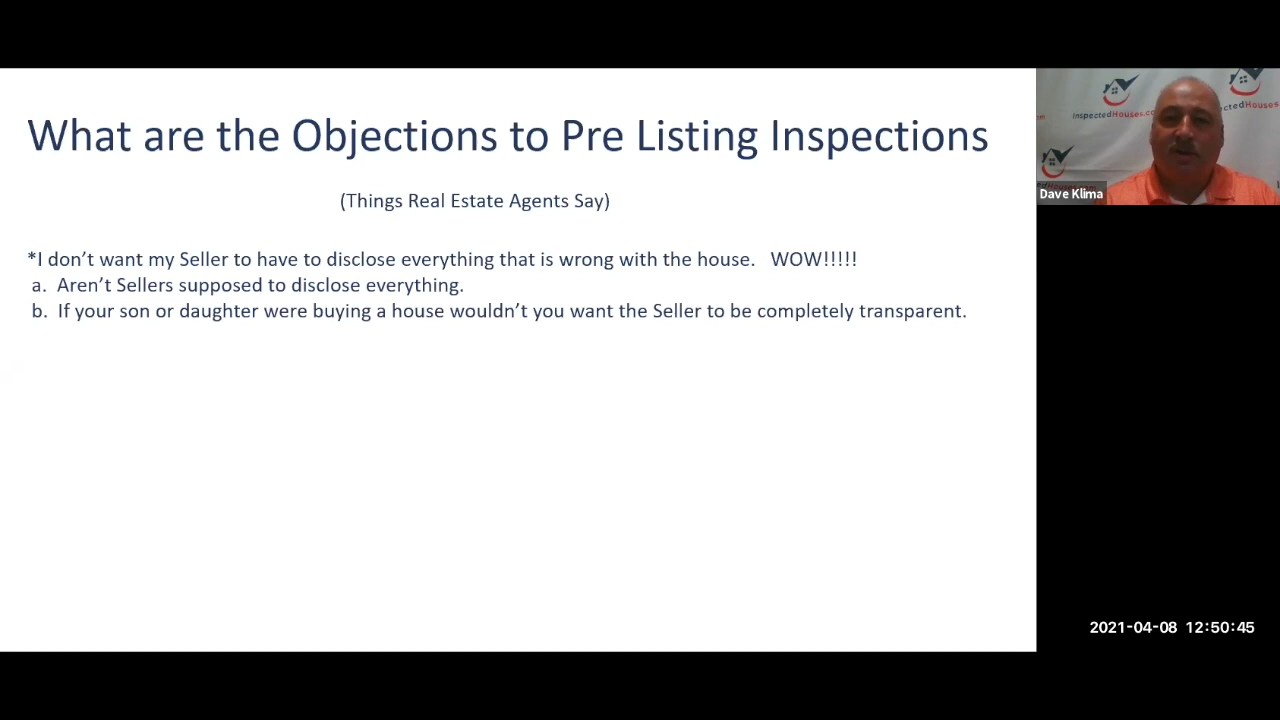 What are the Objections to Pre Listing Inspections
(Things Real Estate Agents Say)
*I don't want my Seller to have to disclose everything that is wrong with the house. WOW!!!!!
a. Aren't Sellers supposed to disclose everything.
b. If your son or daughter were buying a house wouldn't you want the Seller to be completely transparent.
InspectedHouses.co
ectedHouses
Dave Klima
2021-04-08 12:50:45